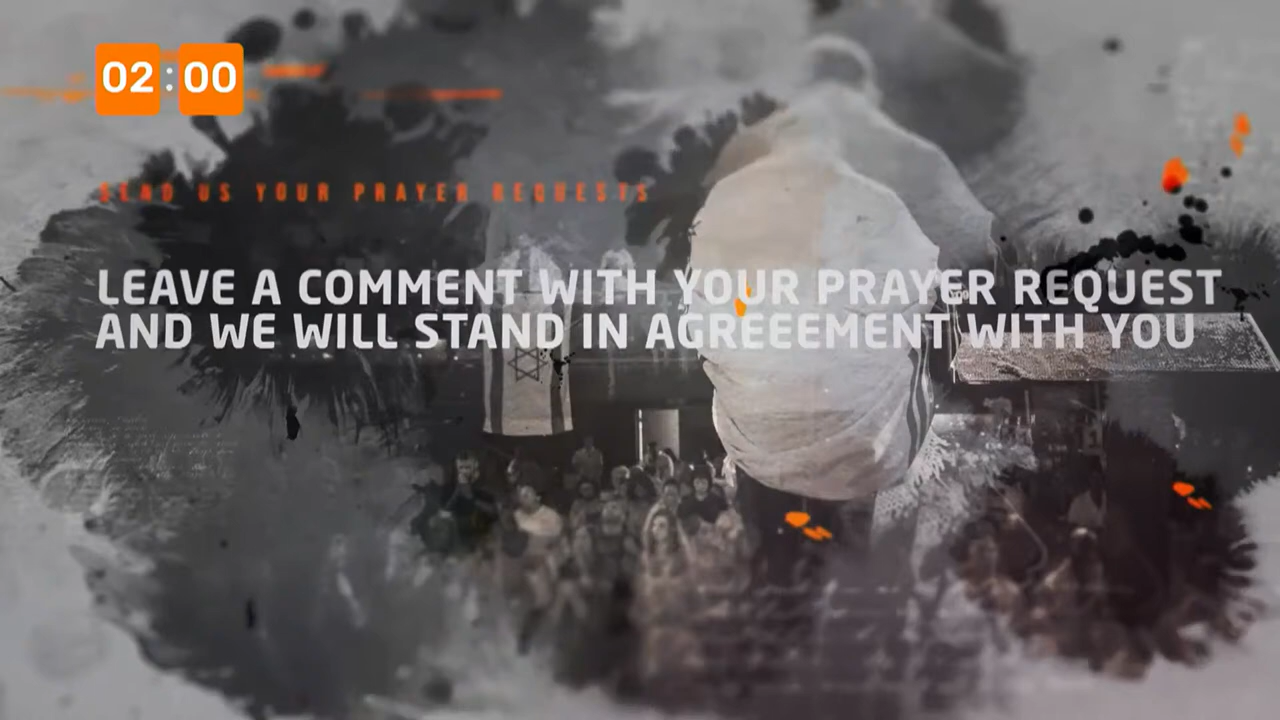 02:00
SEND US YOUR PRAYER REQUESTS
LEAVE A COMMENT WITH YOUR PRAYER REQUEST
AND WE WILL STAND IN AGREEEMENT WITH YOU